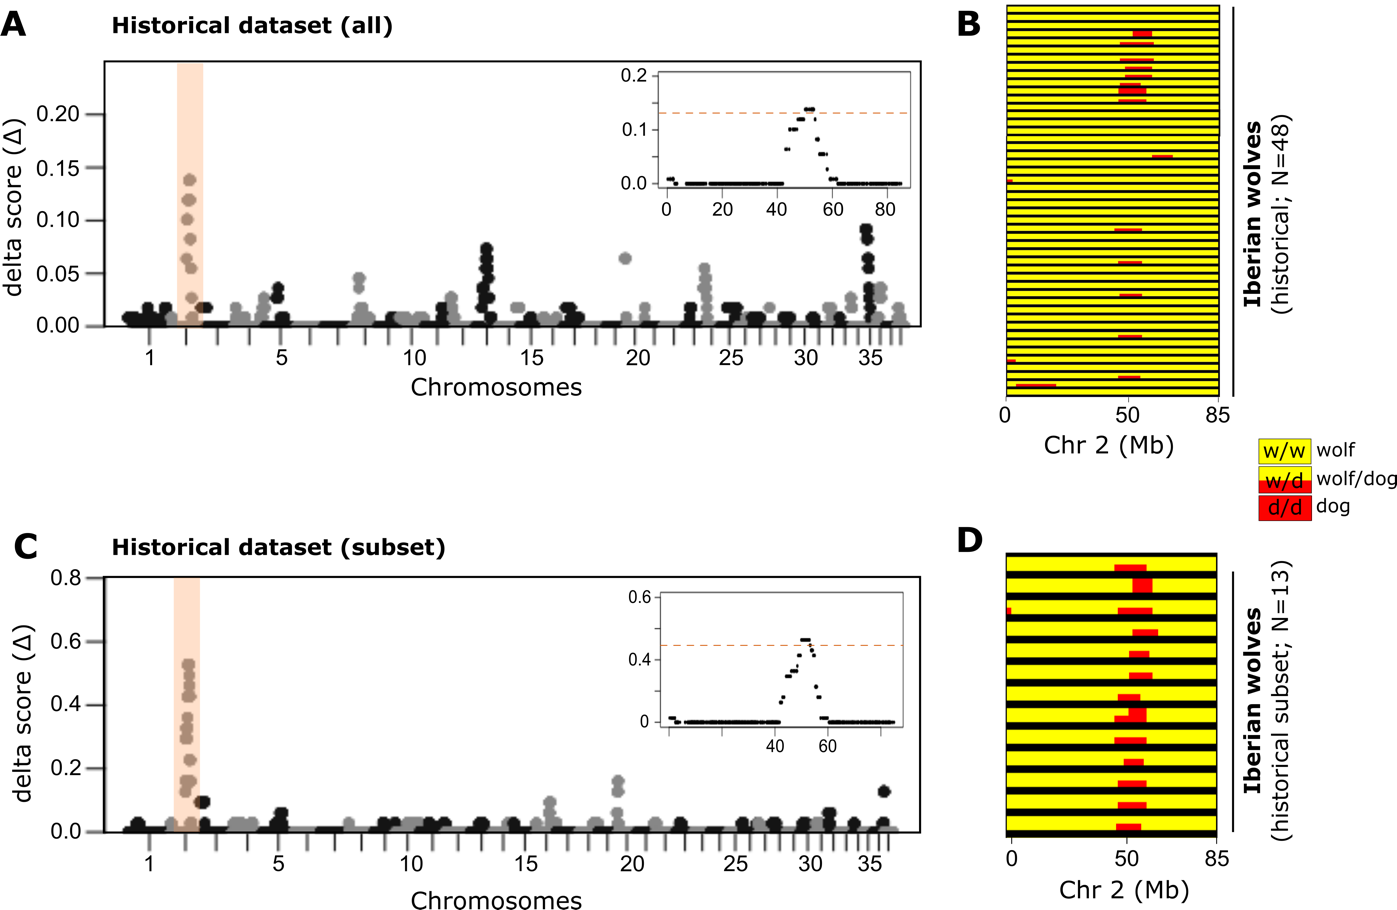 A
Historical dataset (all)
delta score (Δ)
0.20
0.15
0.10
0.05
0.00
0.2
0.1
0.0
0 20 40 60 80
1 5 10 15 20 25 30 35
Chromosomes
B
Iberian wolves
(historical; N=48)
0 50 85
Chr 2 (Mb)
w/w wolf
w/d wolf/dog
d/d dog
C
Historical dataset (subset)
delta score (Δ)
0.8
0.6
0.4
0.2
0.0
0.6
0.4
0
40 60
1 5 10 15 20 25 30 35
Chromosomes
D
Iberian wolves
(historical subset; N=13)
0 50 85
Chr 2 (Mb)